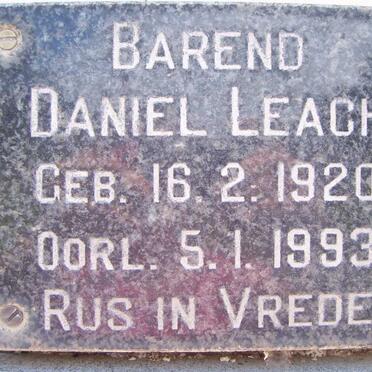 BAREND
DANIEL LEACH
GEB. 16. 2. 1920
OORL. 5. 1. 1993
RUS IN VREDE